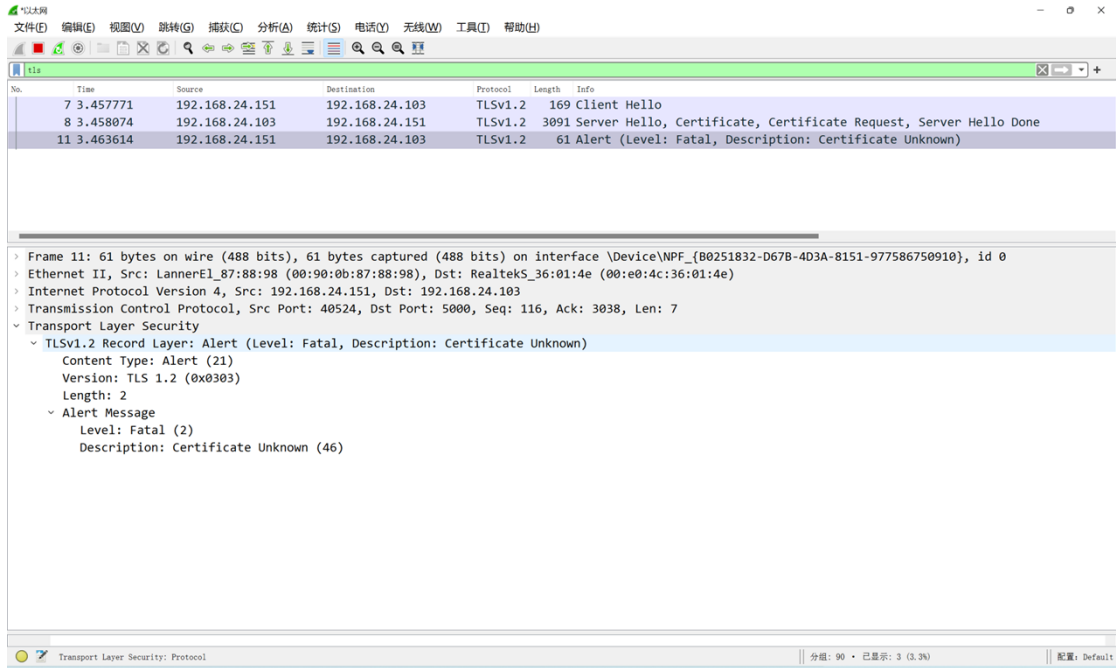 *以太网
文件(F) 编辑(E) 视图(V) 跳转(G) 捕获(C) 分析(A) 统计(S) 电话(Y) 无线(W) 工具(T) 帮助(H)
tls
No. Time Source Destination Protocol Length Info
7 3.457771 192.168.24.151 192.168.24.103 TLSv1.2 169 Client Hello
8 3.458074 192.168.24.103 192.168.24.151 TLSv1.2 3091 Server Hello, Certificate, Certificate Request, Server Hello Done
11 3.463614 192.168.24.151 192.168.24.103 TLSv1.2 61 Alert (Level: Fatal, Description: Certificate Unknown)
Frame 11: 61 bytes on wire (488 bits), 61 bytes captured (488 bits) on interface \Device\NPF_{B0251832-D67B-4D3A-8151-977586750910}, id 0
Ethernet II, Src: LannerEl_87:88:98 (00:90:0b:87:88:98), Dst: RealtekS_36:01:4e (00:e0:4c:36:01:4e)
Internet Protocol Version 4, Src: 192.168.24.151, Dst: 192.168.24.103
Transmission Control Protocol, Src Port: 40524, Dst Port: 5000, Seq: 116, Ack: 3038, Len: 7
Transport Layer Security
TLSv1.2 Record Layer: Alert (Level: Fatal, Description: Certificate Unknown)
Content Type: Alert (21)
Version: TLS 1.2 (0x0303)
Length: 2
Alert Message
Level: Fatal (2)
Description: Certificate Unknown (46)
Transport Layer Security: Protocol 分组: 90 · 已显示: 3 (3.3%) 配置: Default